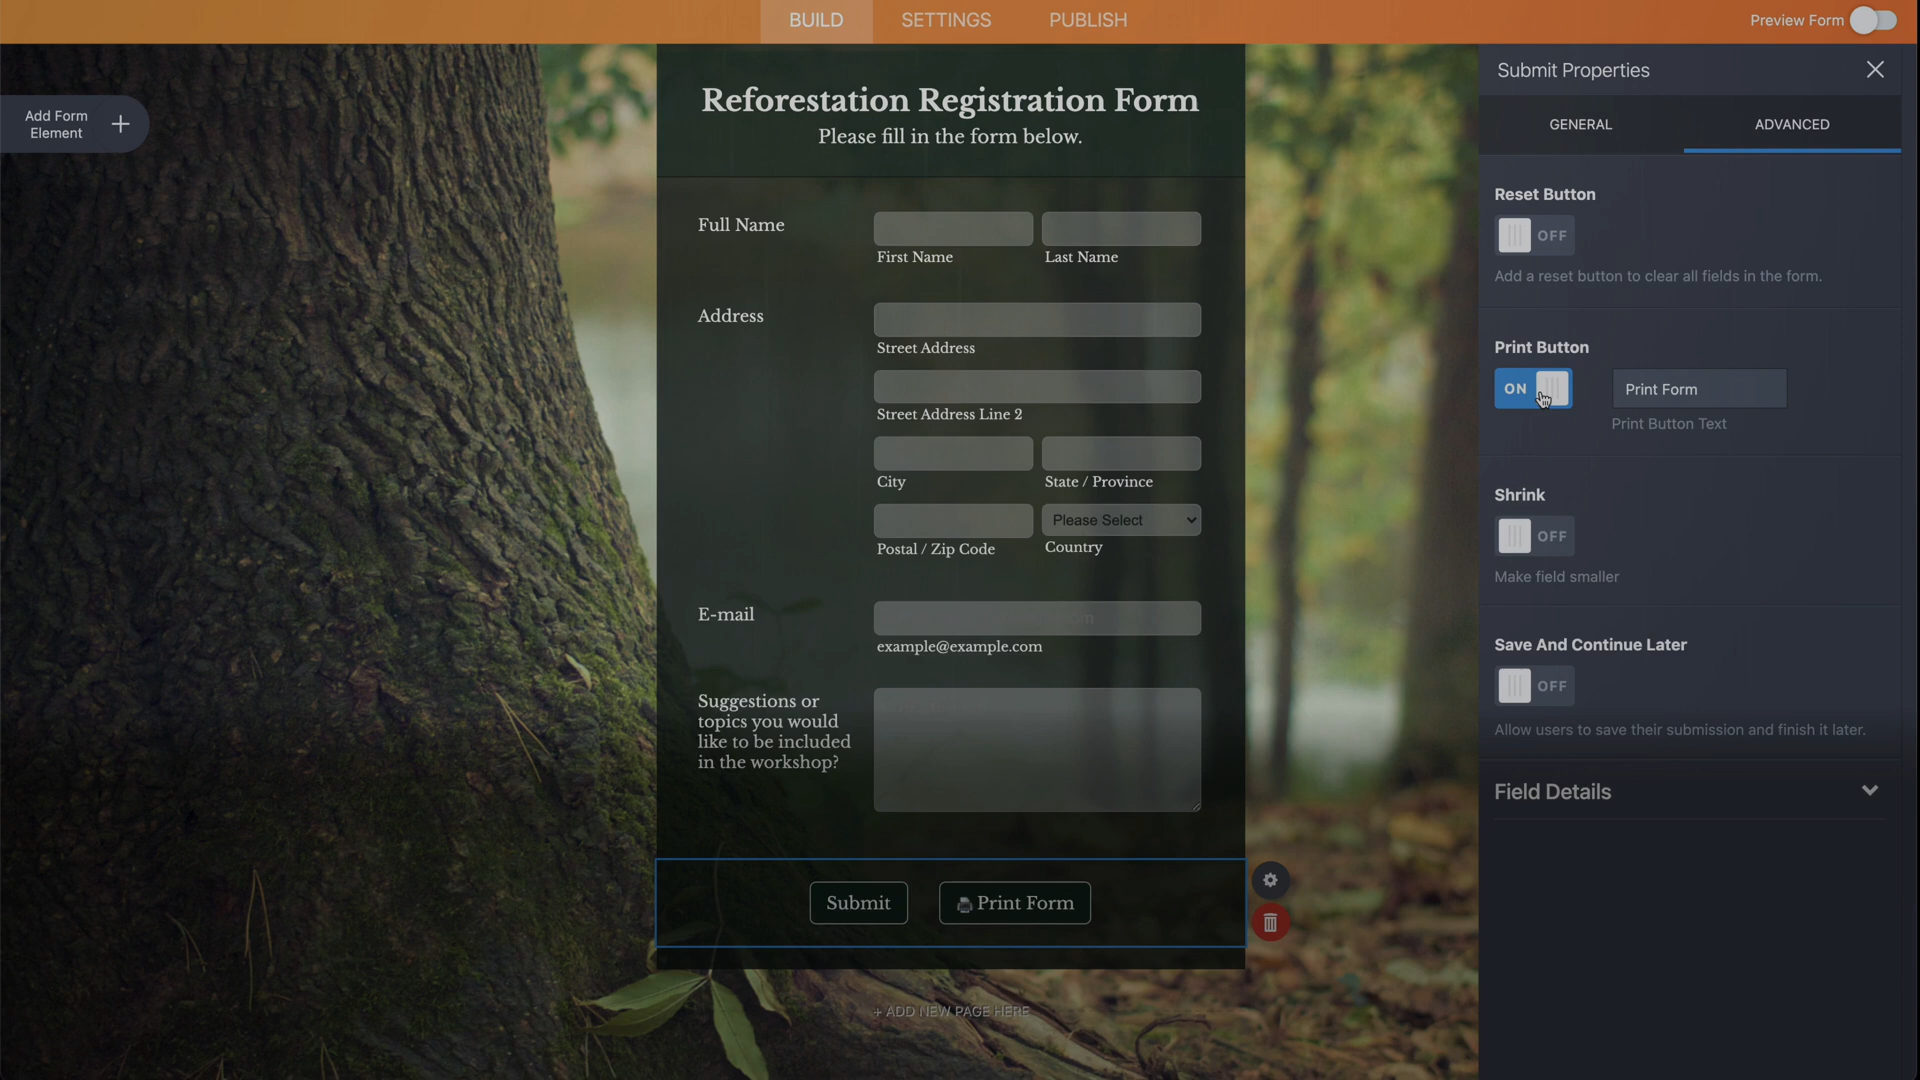 BUILD
SETTINGS
PUBLISH
Preview Form
Add Form
Element
Reforestation Registration Form
Please fill in the form below.
Full Name
First Name
Last Name
Address
Street Address
Street Address Line 2
City
State / Province
Postal / Zip Code
Please Select
Country
E-mail
example@example.com
Suggestions or
topics you would
like to be included
in the workshop?
Submit
Print Form
+ ADD NEW PAGE HERE
Submit Properties
GENERAL
ADVANCED
Reset Button
OFF
Add a reset button to clear all fields in the form.
Print Button
ON
Print Form
Print Button Text
Shrink
OFF
Make field smaller
Save And Continue Later
OFF
Allow users to save their submission and finish it later.
Field Details